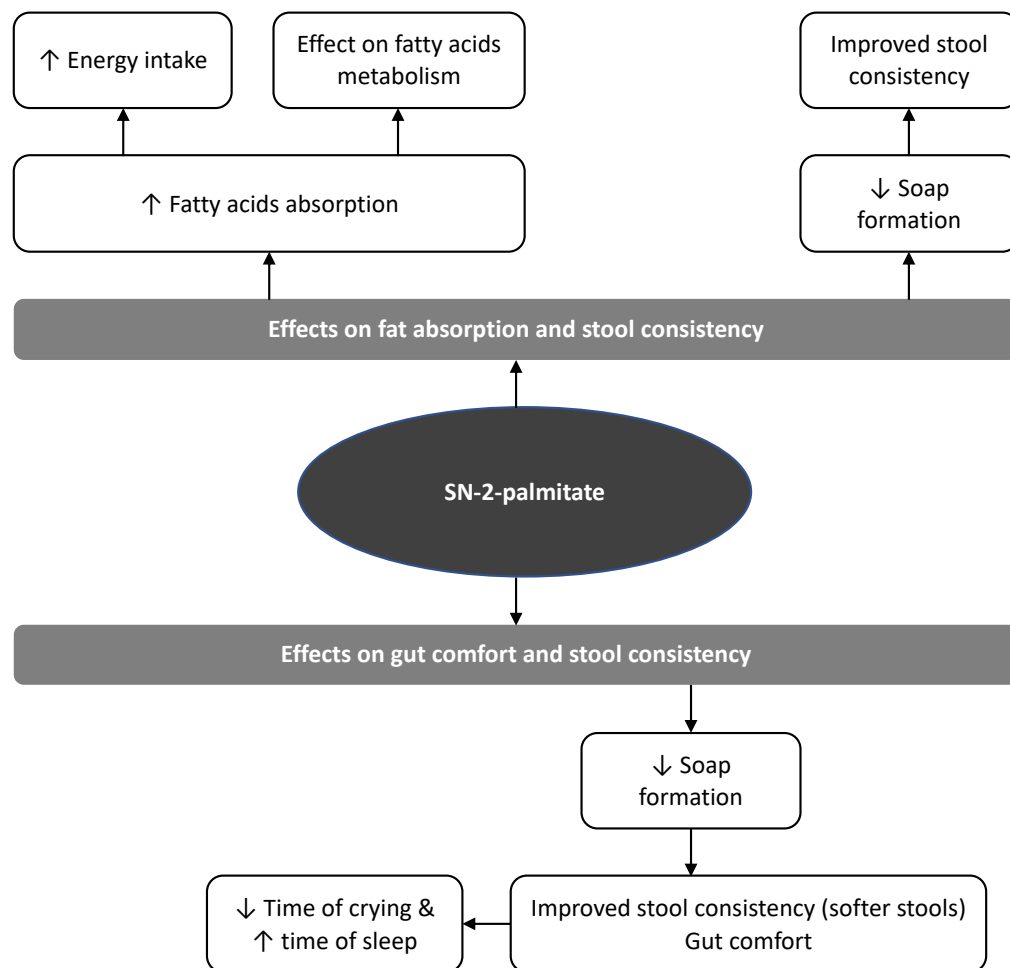 ↑ Energy intake
Effect on fatty acids
metabolism
Improved stool
consistency
↑ Fatty acids absorption
↓ Soap
formation
Effects on fat absorption and stool consistency
SN-2-palmitate
Effects on gut comfort and stool consistency
↓ Soap
formation
↓ Time of crying &
↑ time of sleep
Improved stool consistency (softer stools)
Gut comfort